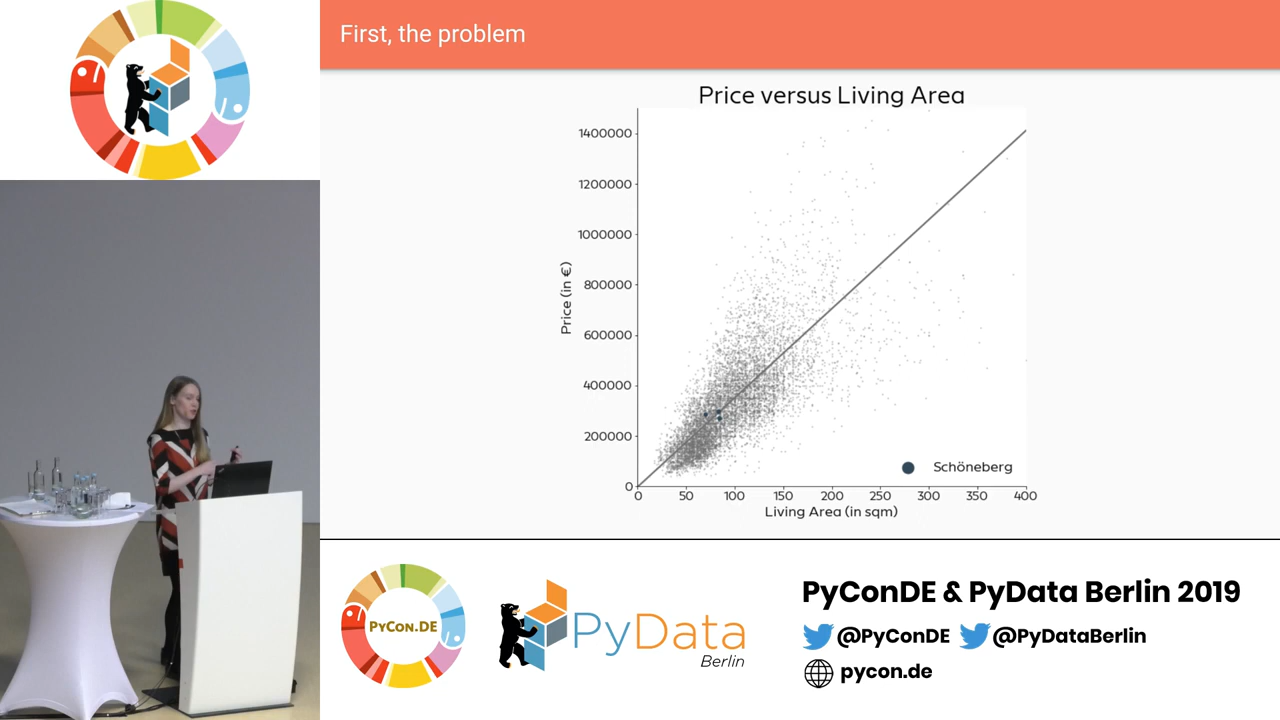 First, the problem
Price versus Living Area
1400000
1200000
1000000
800000
600000
400000
200000
0
Price (in €)
0 50 100 150 200 250 300 350 400
Living Area (in sqm)
Schöneberg
PYCON.DE
PyData
Berlin
PyConDE & PyData Berlin 2019
@PyConDE @PyDataBerlin
pycon.de